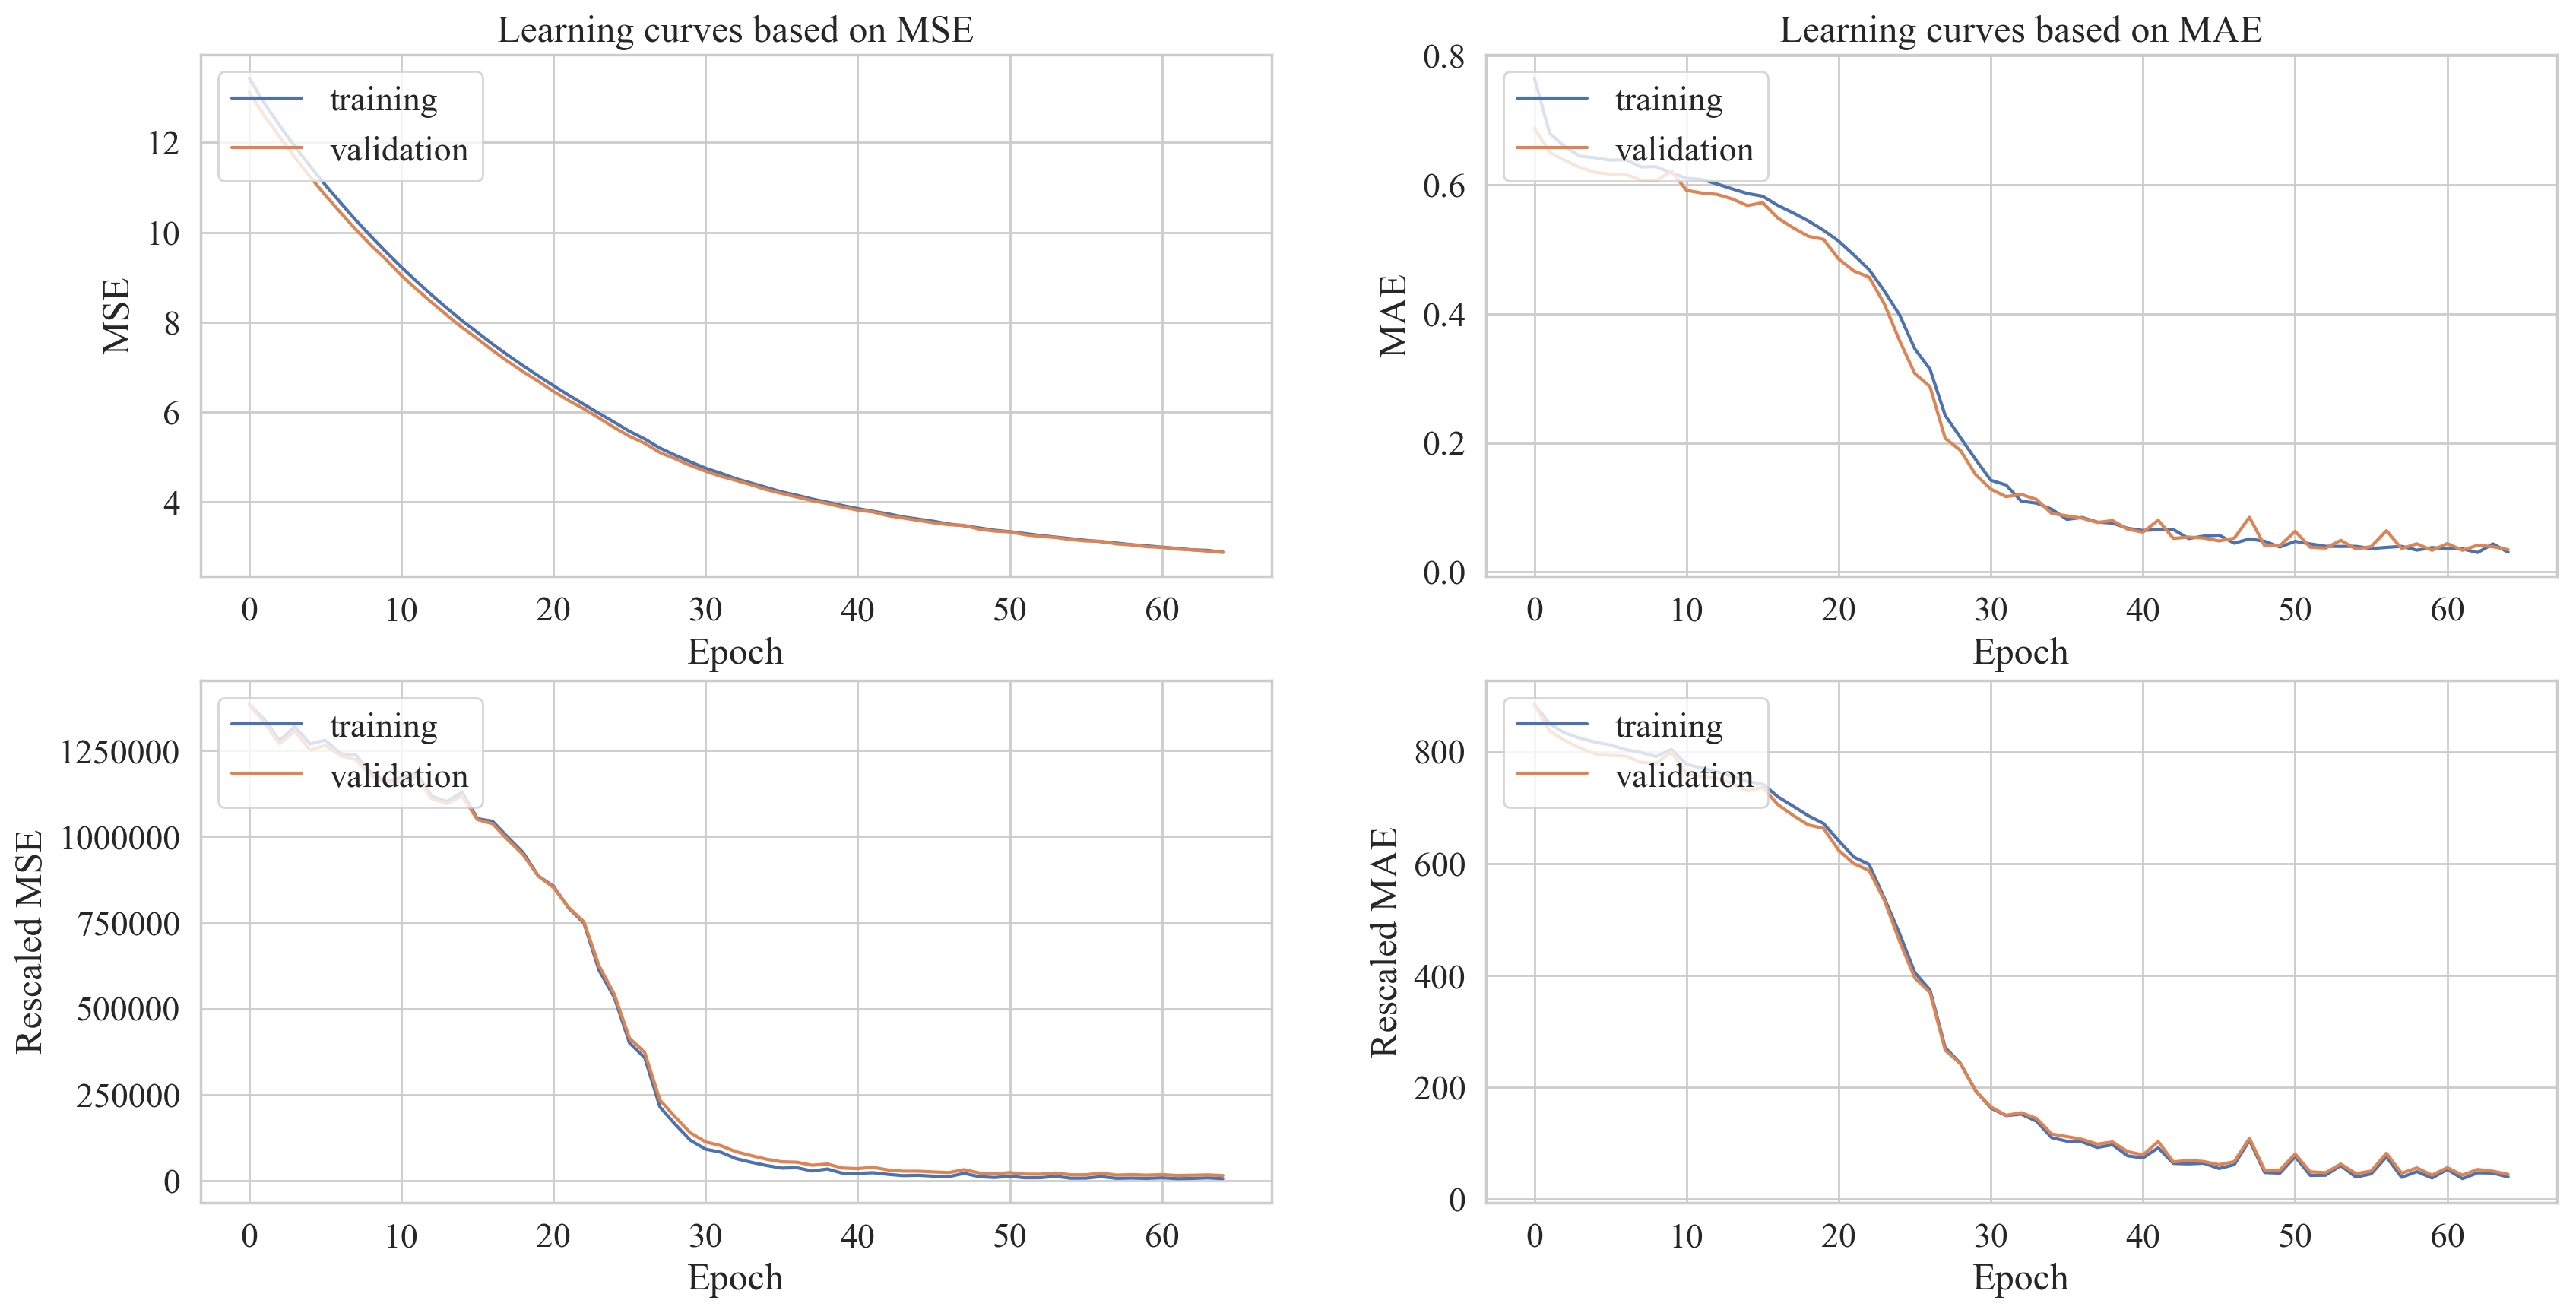 Learning curves based on MSE
training
validation
MSE
12
10
8
6
4
0 10 20 30 40 50 60
Epoch
Learning curves based on MAE
training
validation
MAE
0.8
0.6
0.4
0.2
0.0
0 10 20 30 40 50 60
Epoch
training
validation
Rescaled MSE
1250000
1000000
750000
500000
250000
0
0 10 20 30 40 50 60
Epoch
training
validation
Rescaled MAE
800
600
400
200
0
0 10 20 30 40 50 60
Epoch